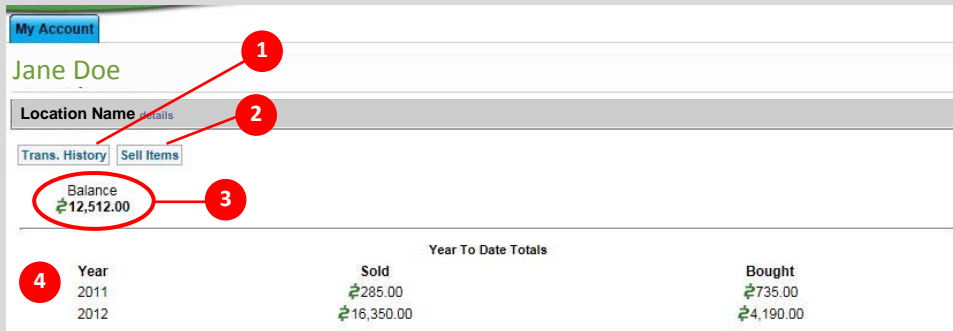 My Account
1
Jane Doe
Location Name details
2
Trans. History Sell Items
Balance
12,512.00
3
Year To Date Totals
4
Year Sold Bought
2011 285.00 735.00
2012 16,350.00 4,190.00